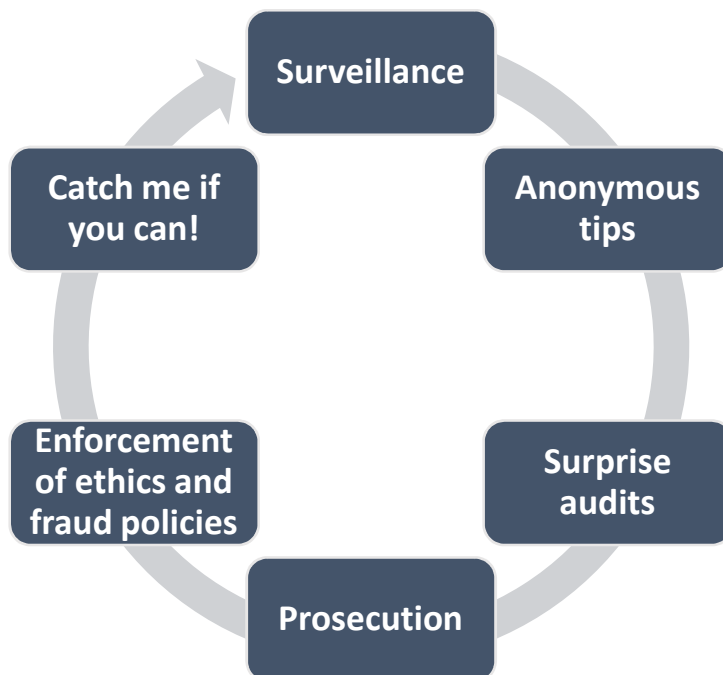 Surveillance
Anonymous
tips
Surprise
audits
Prosecution
Enforcement
of ethics and
fraud policies
Catch me if
you can!